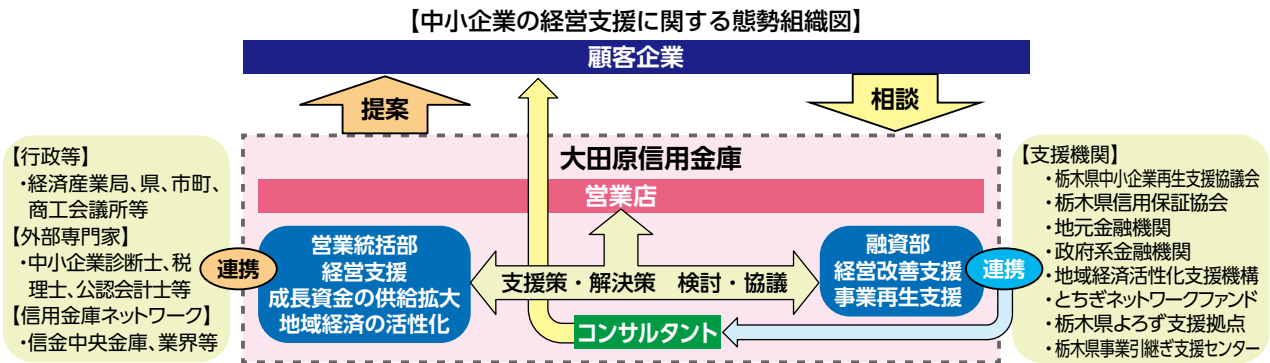 【中小企業の経営支援に関する態勢組織図】
顧客企業
提案
相談
【行政等】
・経済産業局、県、市町、
商工会議所等
【外部専門家】
・中小企業診断士、税
理士、公認会計士等
【信用金庫ネットワーク】
・信金中央金庫、業界等
連携
大田原信用金庫
営業店
営業統括部
経営支援
成長資金の供給拡大
地域経済の活性化
支援策・解決策 検討・協議
コンサルタント
融資部
経営改善支援
事業再生支援
連携
【支援機関】
・栃木県中小企業再生支援協議会
・栃木県信用保証協会
・地元金融機関
・政府系金融機関
・地域経済活性化支援機構
・とちぎネットワークファンド
・栃木県よろず支援拠点
・栃木県事業引継ぎ支援センター